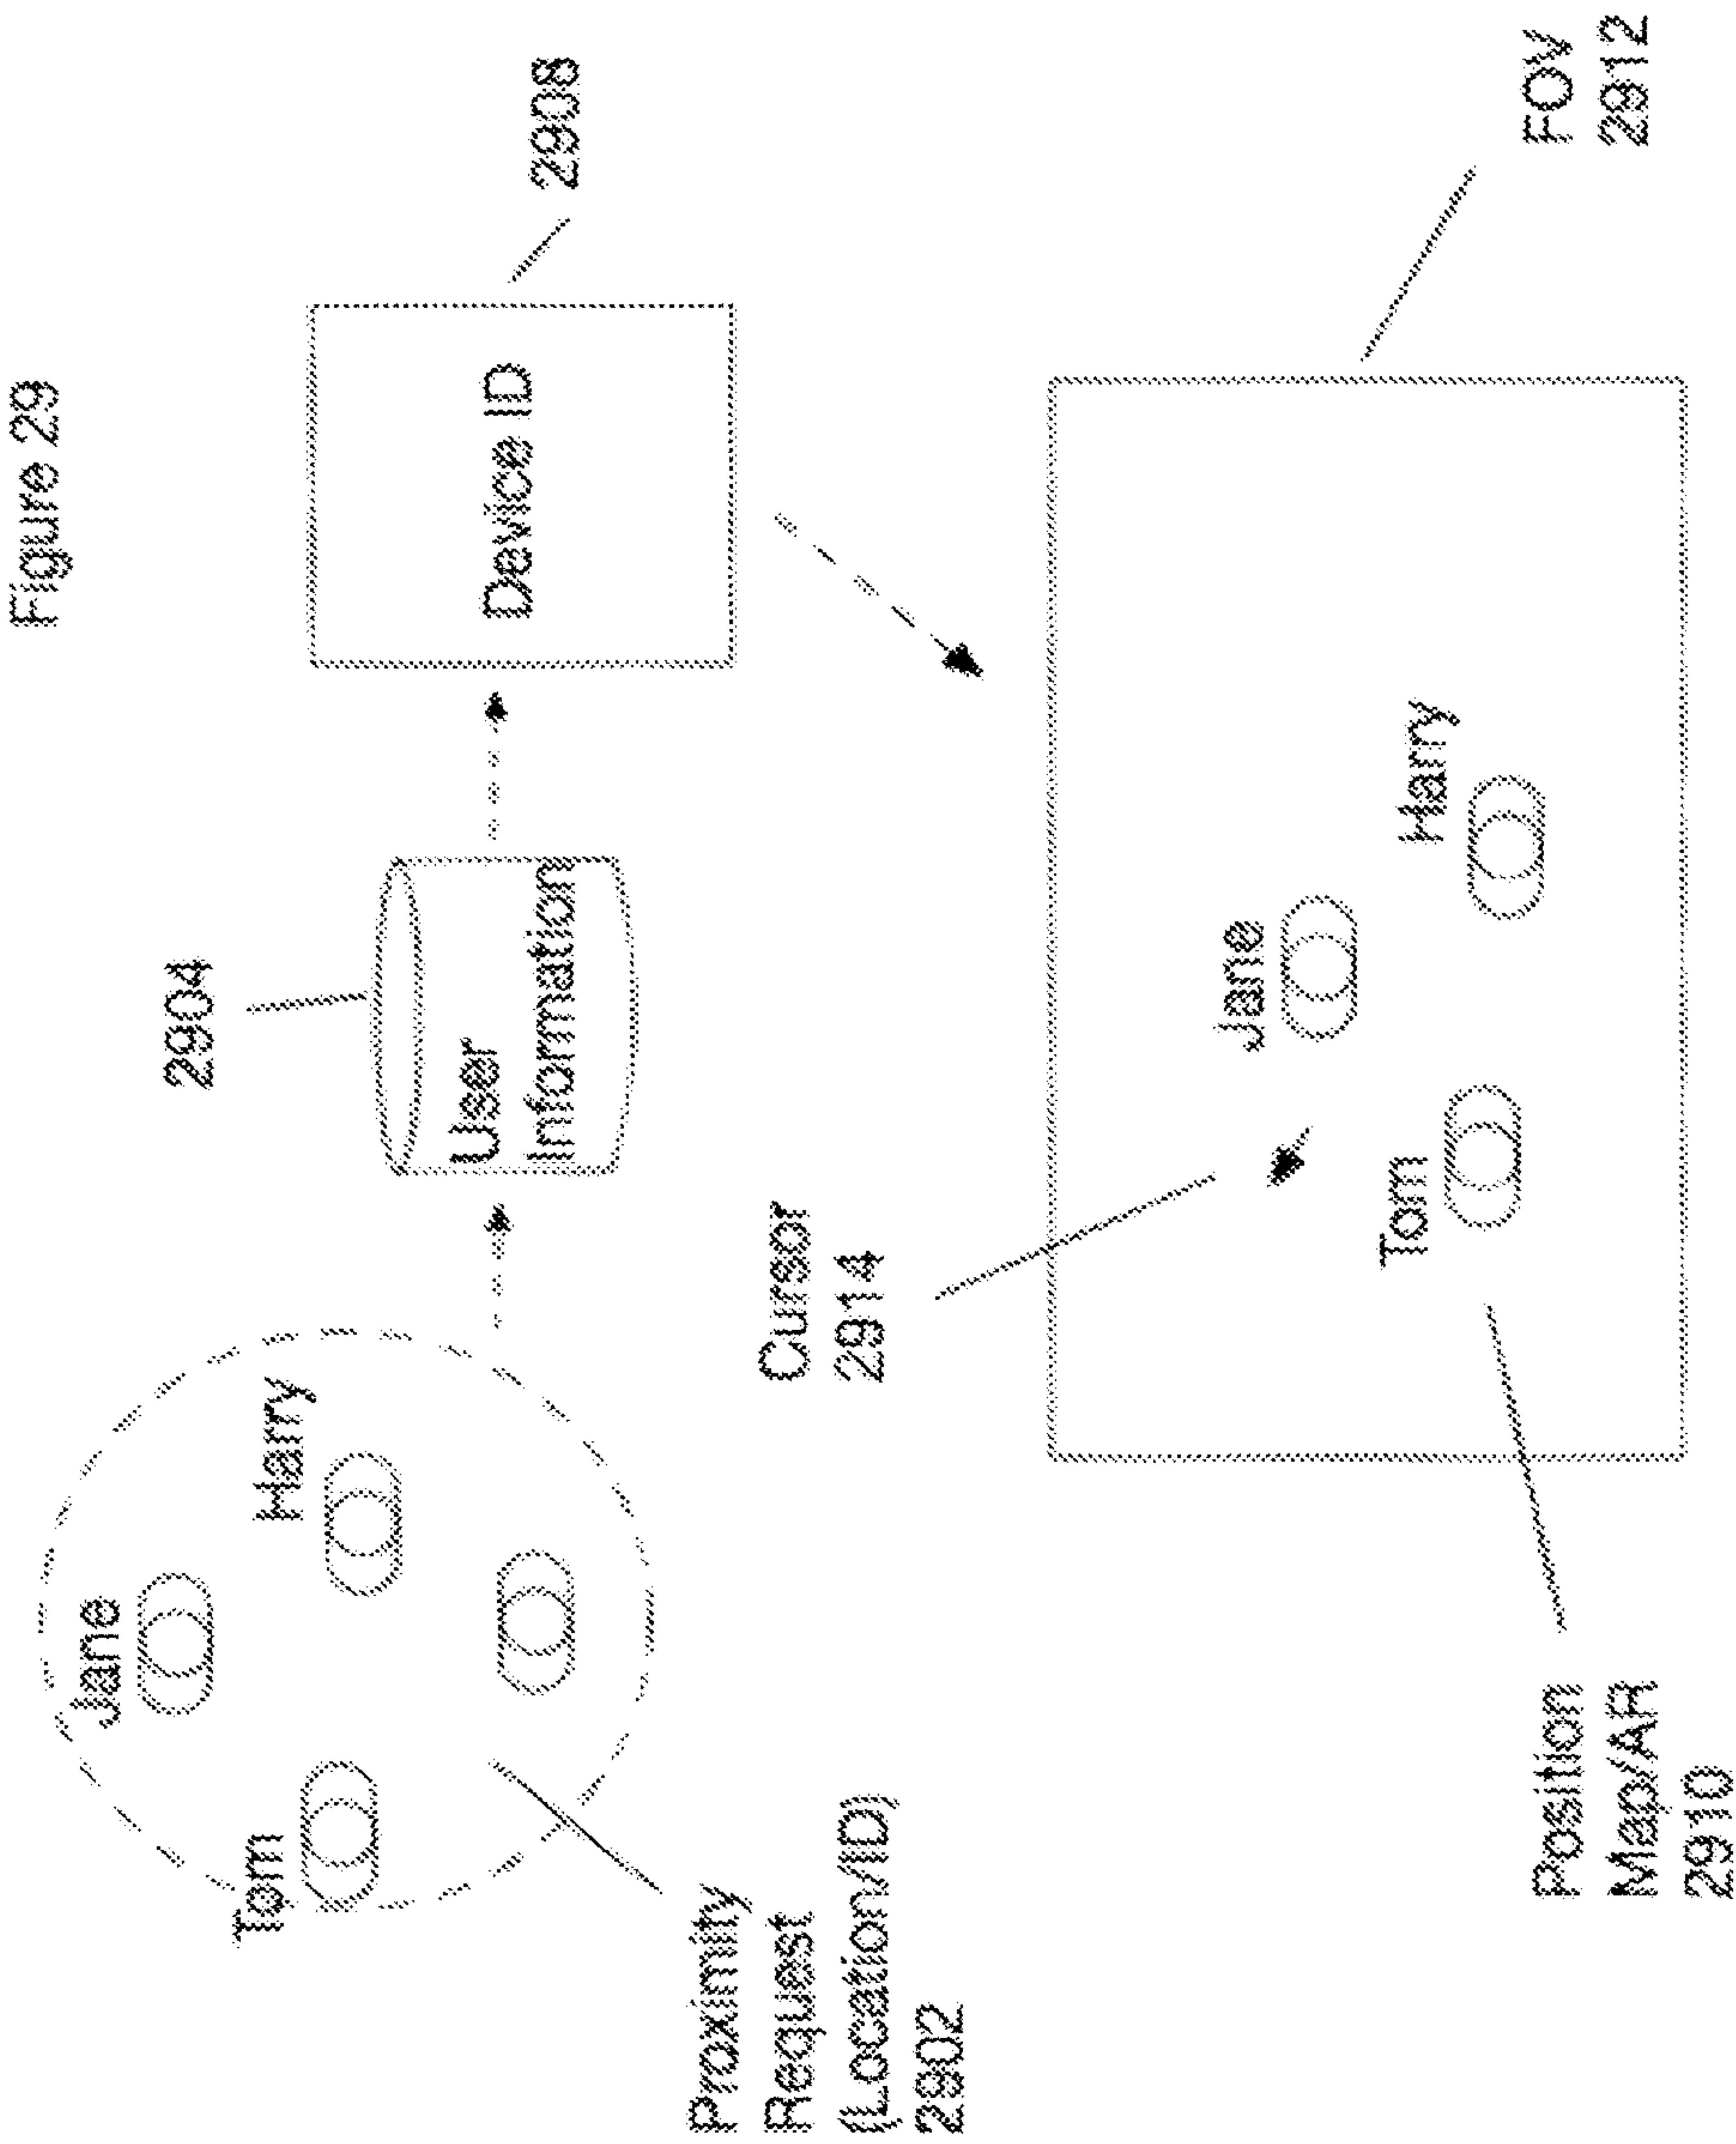 Figure 29
Jane
Harry
Tom
2904
User
Information
Device ID
2908
Proximity
Request
(Location/ID)
2902
Cursor
2914
Jane
Harry
Tom
FOV
2912
Position
Map/AR
2910